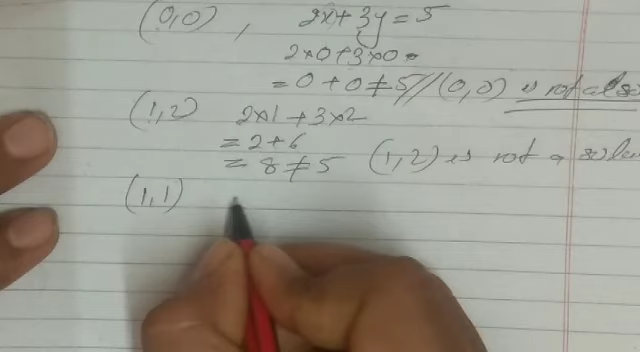 (0,0), 2x+3y=5
2×0+3×0=
=0+0≠5//(0,0) is not a
(1,2) 2×1+3×2
=2+6
=8≠5 (1,2) is not a
(1,1)